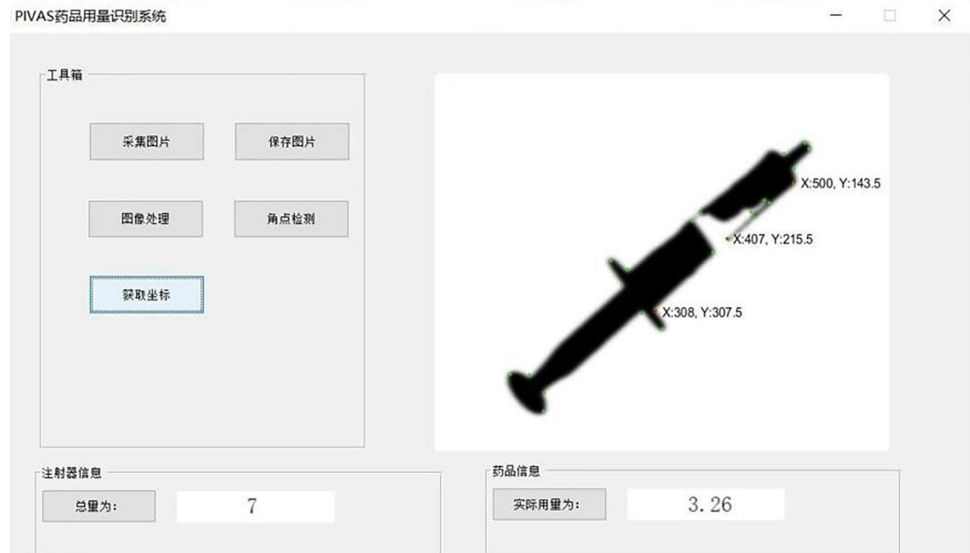 PIVAS药品用量识别系统
工具箱
采集图片
保存图片
图像处理
角点检测
获取坐标
X:500, Y:143.5
X:407, Y:215.5
X:308, Y:307.5
注射器信息
总量为:
7
药品信息
实际用量为:
3.26